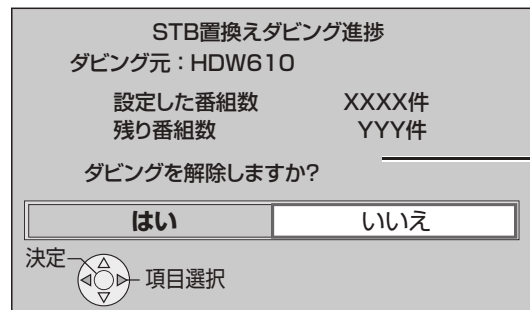 STB置換えダビング進捗
ダビング元：HDW610
設定した番組数 XXXX件
残り番組数 YYY件
ダビングを解除しますか?
はい いいえ
決定
項目選択